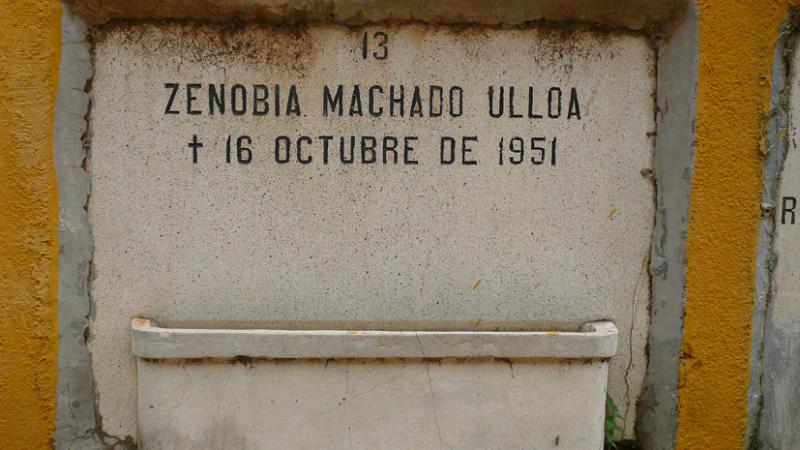 13
ZENOBIA MACHADO ULLOA
† 16 OCTUBRE DE 1951
R